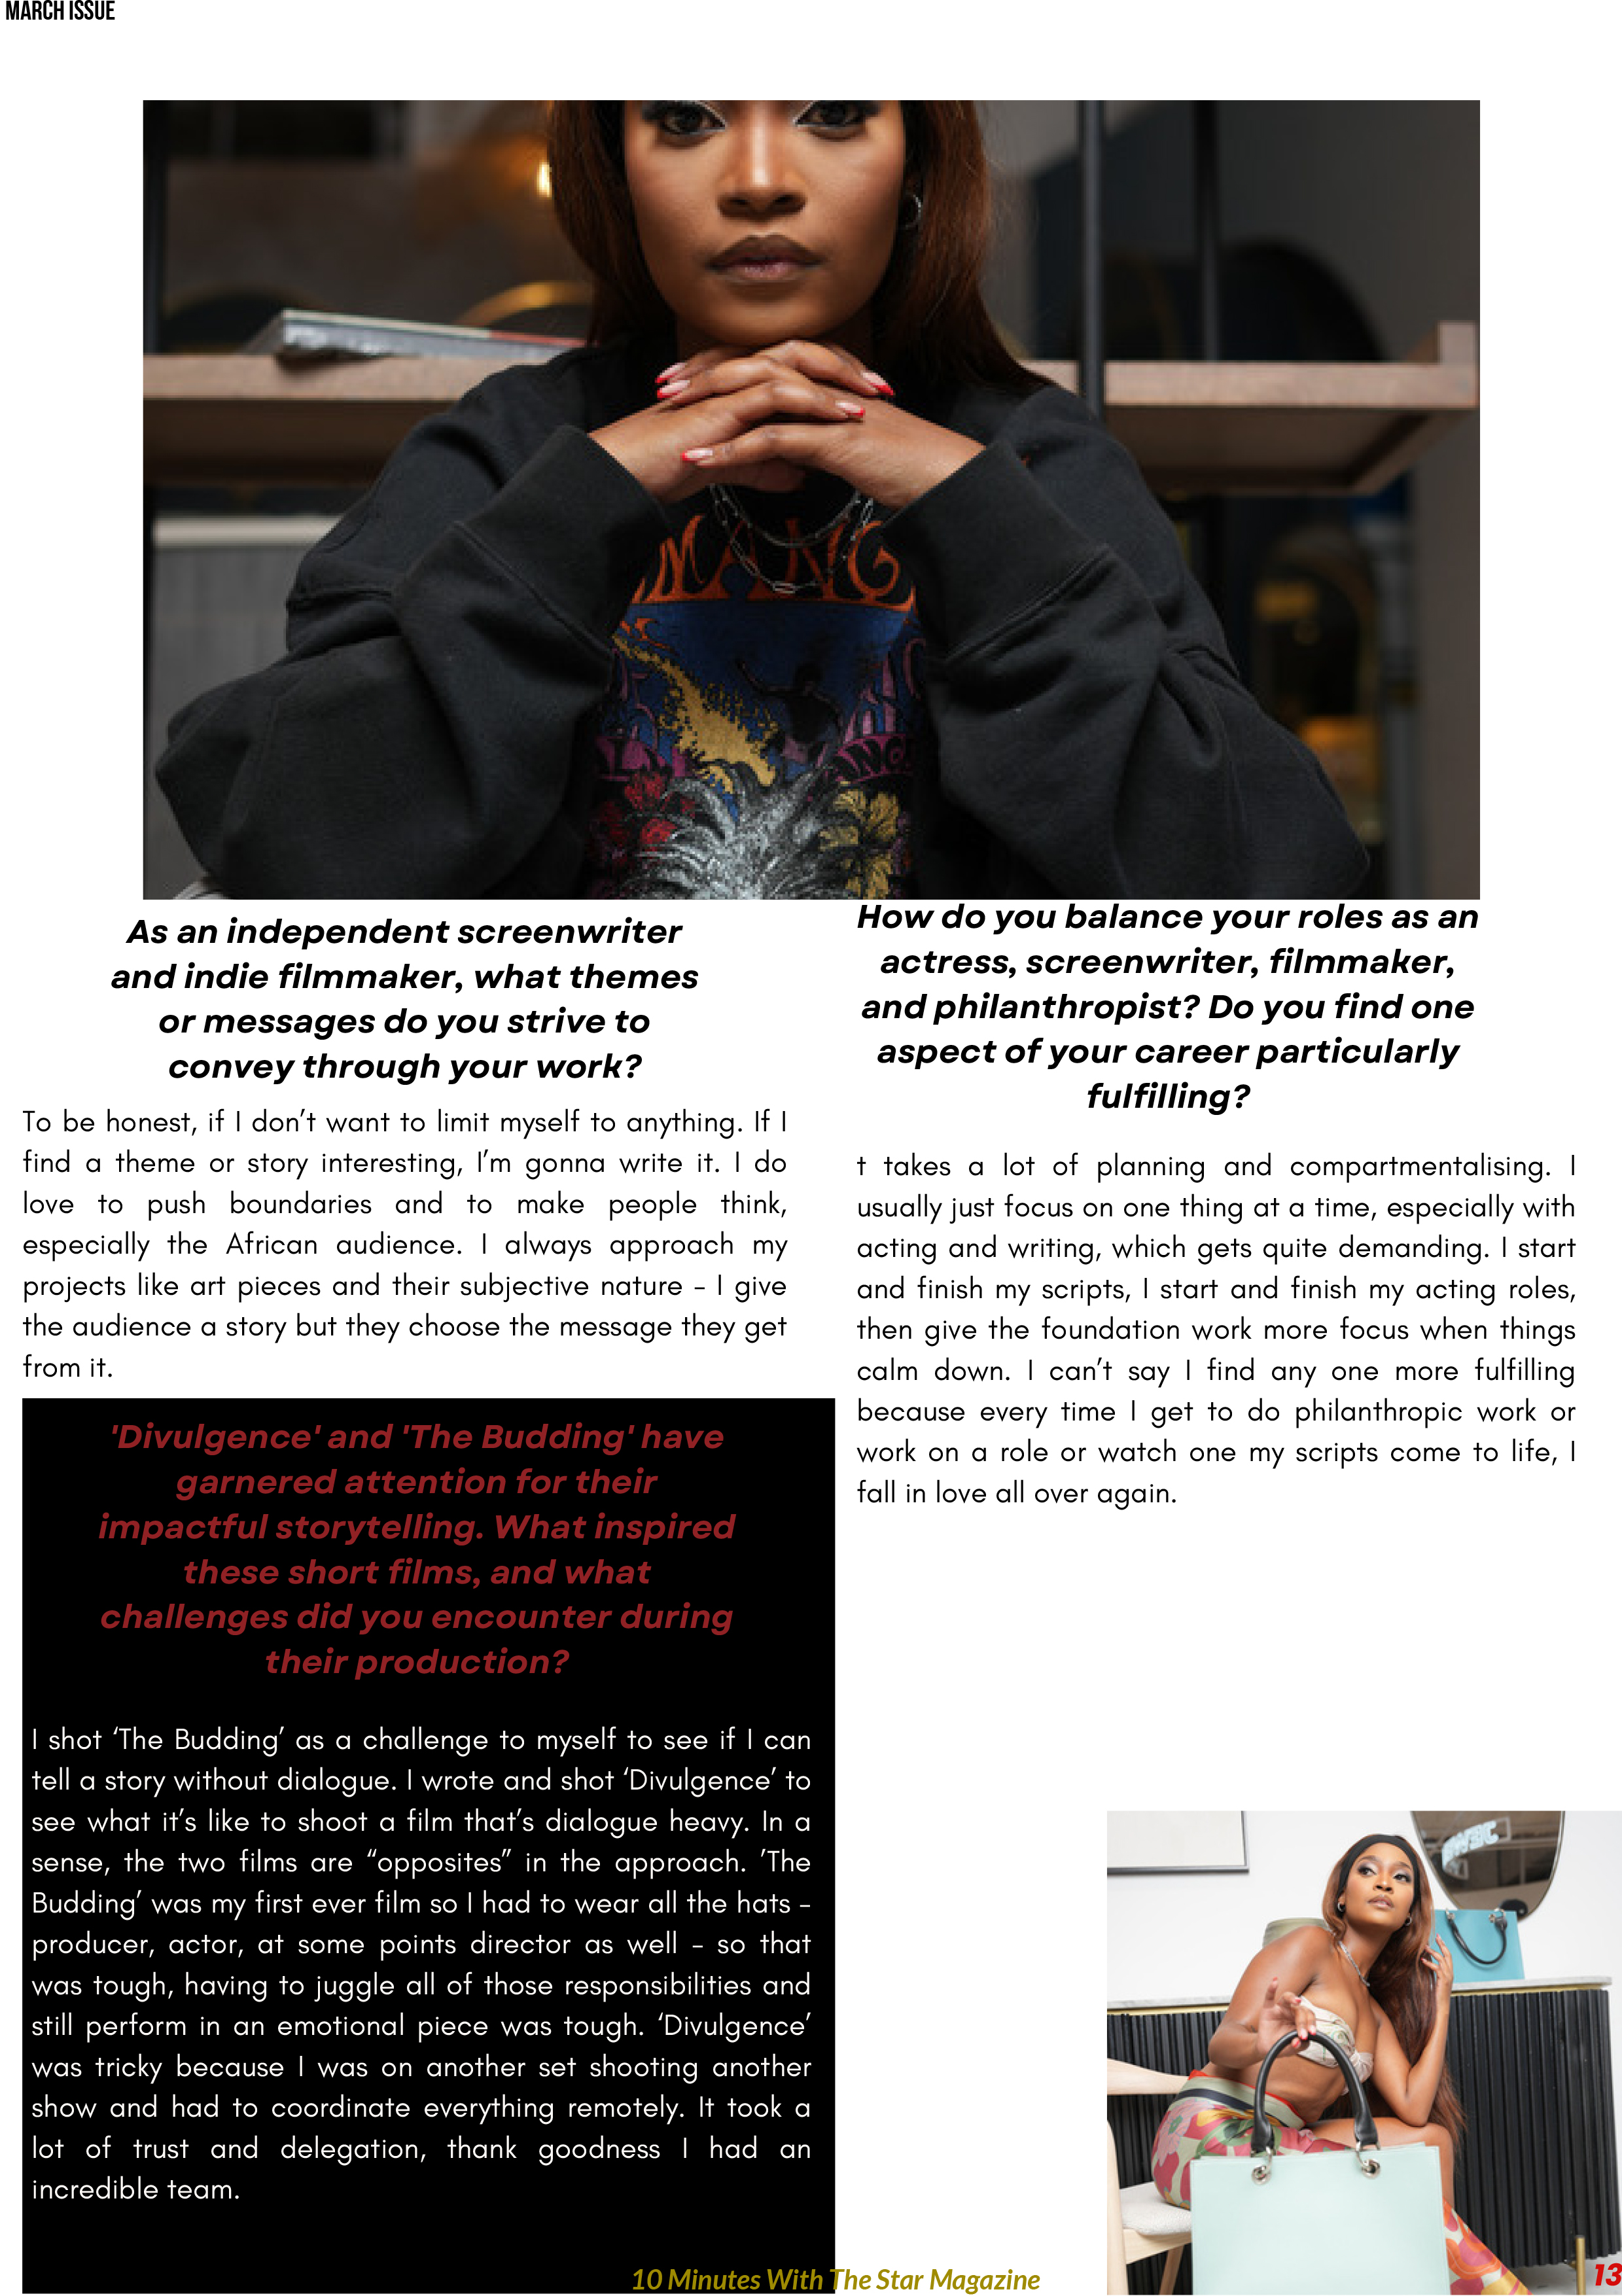 MARCH ISSUE
MANG
As an independent screenwriter
and indie filmmaker, what themes
or messages do you strive to
convey through your work?
To be honest, if I don’t want to limit myself to anything. If I
find a theme or story interesting, I’m gonna write it. I do
love to push boundaries and to make people think,
especially the African audience. I always approach my
projects like art pieces and their subjective nature – I give
the audience a story but they choose the message they get
from it.
'Divulgence' and 'The Budding' have
garnered attention for their
impactful storytelling. What inspired
these short films, and what
challenges did you encounter during
their production?
I shot ‘The Budding’ as a challenge to myself to see if I can
tell a story without dialogue. I wrote and shot ‘Divulgence’ to
see what it’s like to shoot a film that’s dialogue heavy. In a
sense, the two films are “opposites” in the approach. ’The
Budding’ was my first ever film so I had to wear all the hats –
producer, actor, at some points director as well – so that
was tough, having to juggle all of those responsibilities and
still perform in an emotional piece was tough. ‘Divulgence’
was tricky because I was on another set shooting another
show and had to coordinate everything remotely. It took a
lot of trust and delegation, thank goodness I had an
incredible team.
How do you balance your roles as an
actress, screenwriter, filmmaker,
and philanthropist? Do you find one
aspect of your career particularly
fulfilling?
t takes a lot of planning and compartmentalising. I
usually just focus on one thing at a time, especially with
acting and writing, which gets quite demanding. I start
and finish my scripts, I start and finish my acting roles,
then give the foundation work more focus when things
calm down. I can’t say I find any one more fulfilling
because every time I get to do philanthropic work or
work on a role or watch one my scripts come to life, I
fall in love all over again.
10 Minutes With The Star Magazine
13